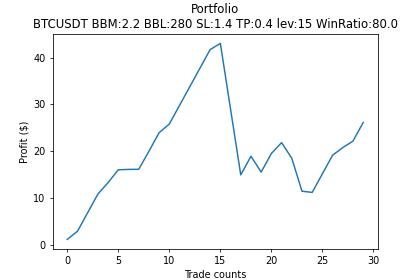 Portfolio
BTCUSDT BBM:2.2 BBL:280 SL:1.4 TP:0.4 lev:15 WinRatio:80.0
40
30
20
10
0
Profit ($)
0 5 10 15 20 25 30
Trade counts